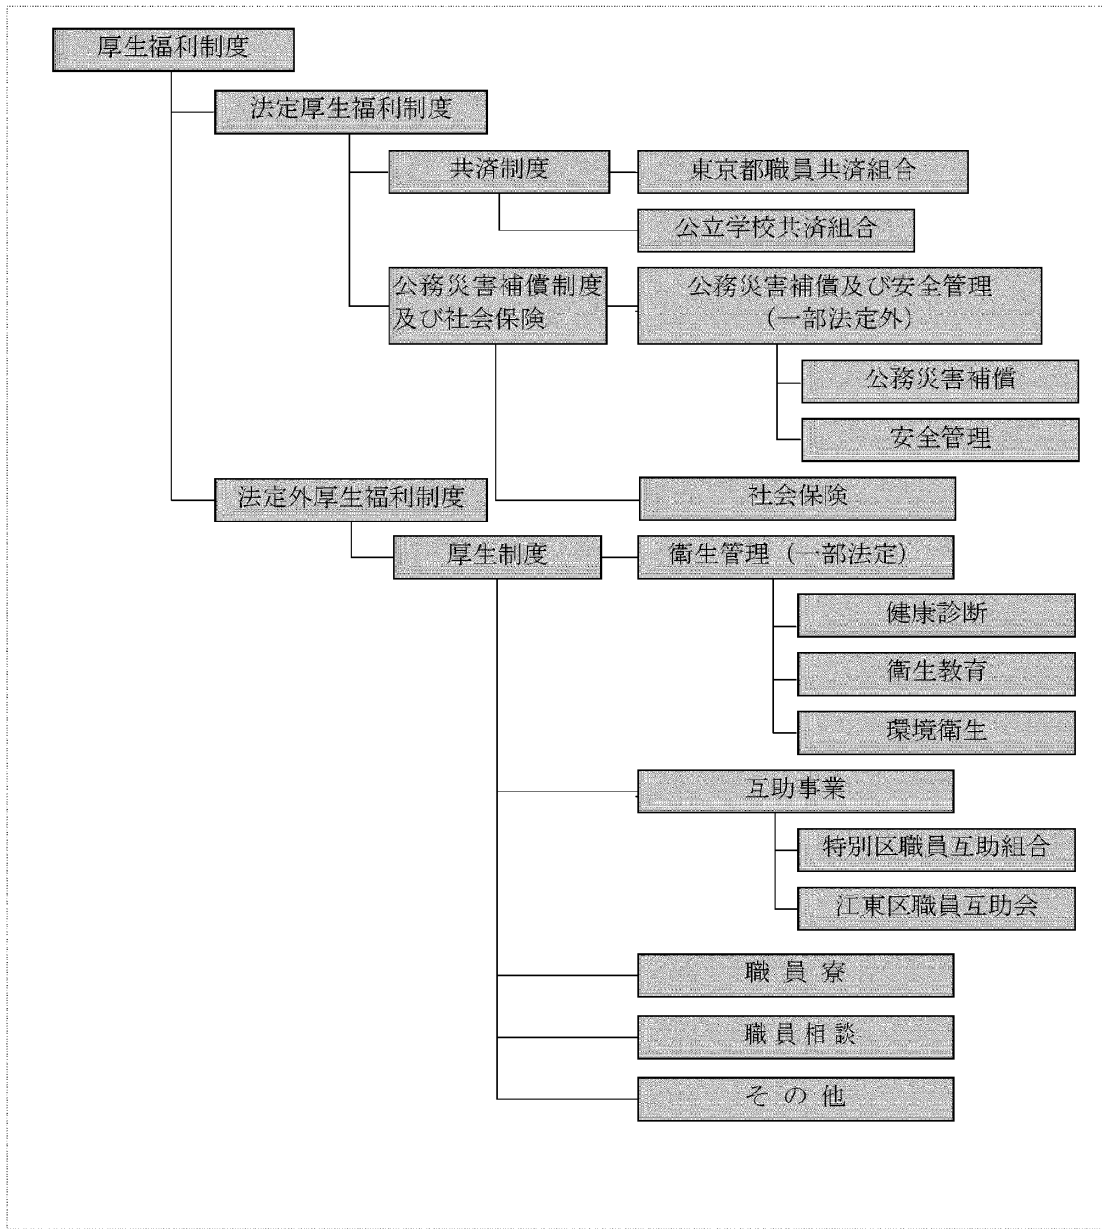 厚生福利制度
法定厚生福利制度
共済制度
東京都職員共済組合
公立学校共済組合
公務災害補償制度
及び社会保険
公務災害補償及び安全管理
(一部法定外)
公務災害補償
安全管理
社会保険
法定外厚生福利制度
厚生制度
衛生管理(一部法定)
健康診断
衛生教育
環境衛生
互助事業
特別区職員互助組合
江東区職員互助会
職 員 寮
職 員 相 談
そ の 他